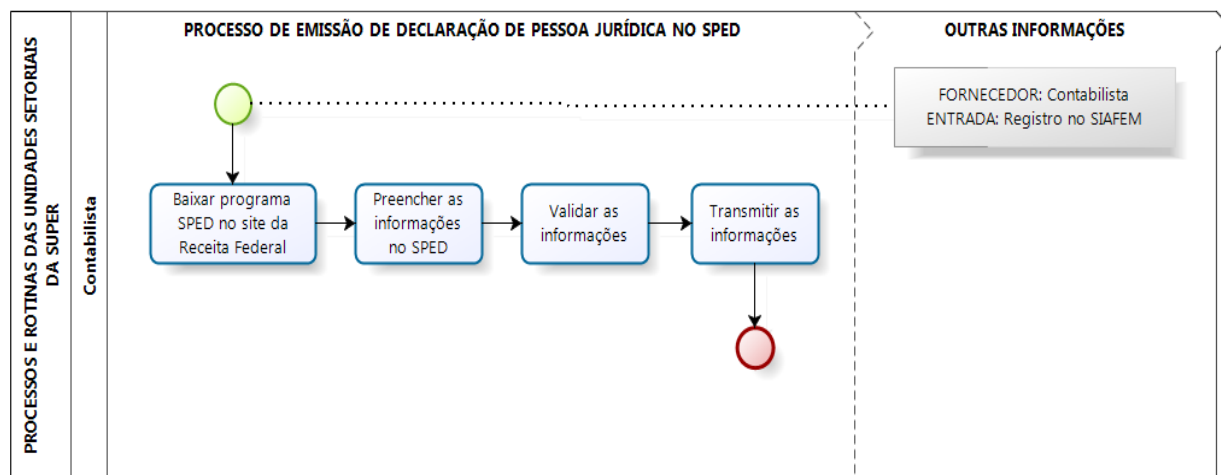 PROCESSOS E ROTINAS DAS UNIDADES SETORIAIS
DA SUPER
Contabilista
PROCESSO DE EMISSÃO DE DECLARAÇÃO DE PESSOA JURÍDICA NO SPED
OUTRAS INFORMAÇÕES
FORNECEDOR: Contabilista
ENTRADA: Registro no SIAFEM
Baixar programa
SPED no site da
Receita Federal
Preencher as
informações
no SPED
Validar as
informações
Transmitir as
informações